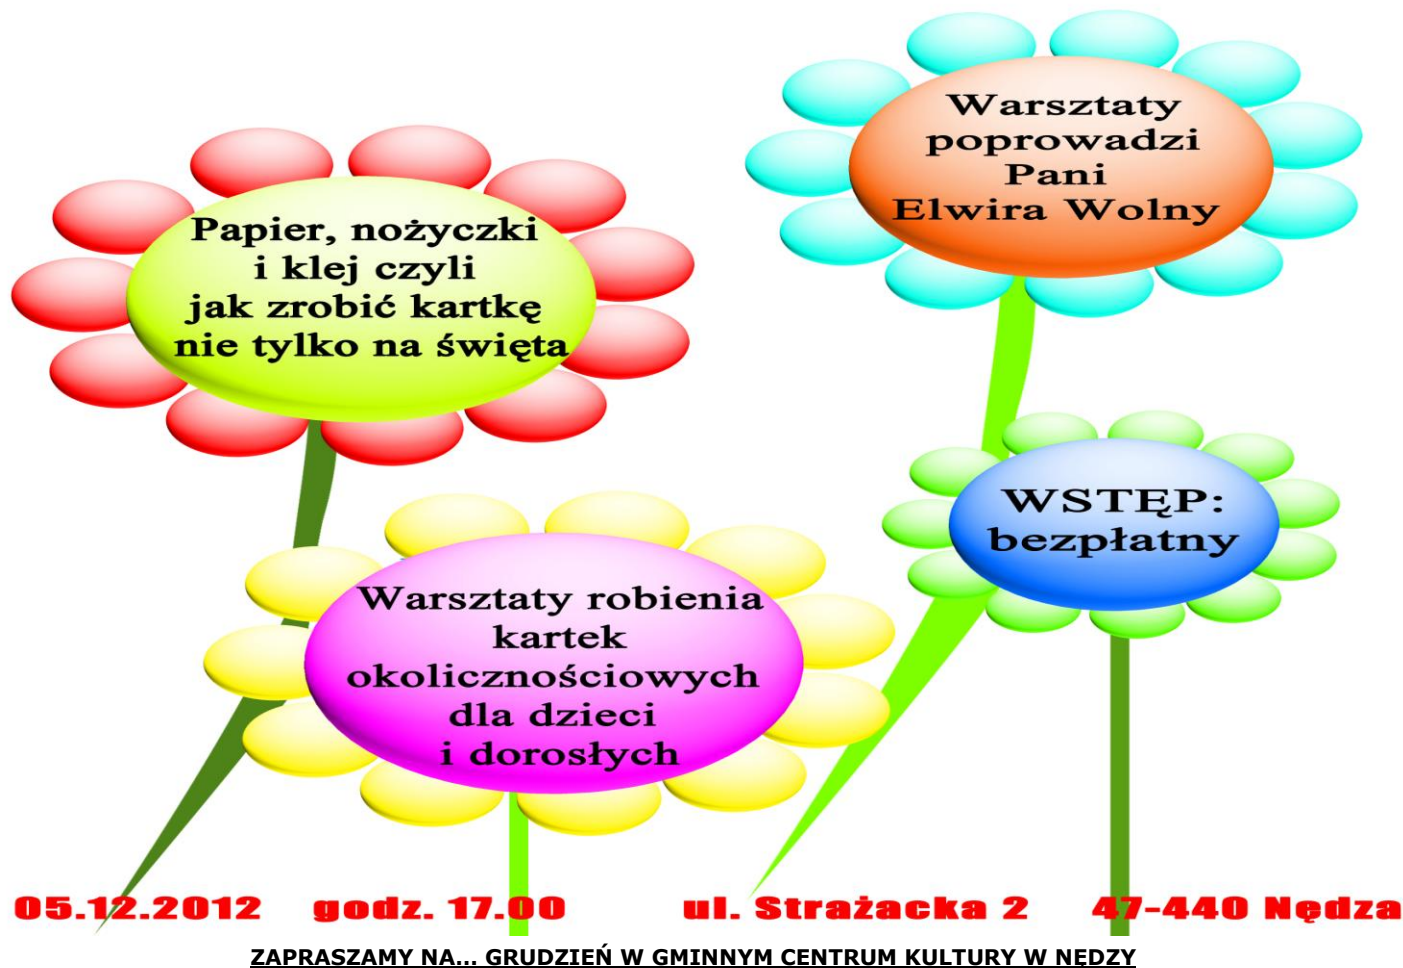 Papier, nożyczki
i klej czyli
jak zrobić kartkę
nie tylko na święta
Warsztaty
poprowadzi
Pani
Elwira Wolny
WSTĘP:
bezpłatny
Warsztaty robienia
kartek
okolicznościowych
dla dzieci
i dorosłych
05.12.2012 godz. 17.00 ul. Strażacka 2 47-440 Nędza
ZAPRASZAMY NA... GRUDZIEŃ W GMINNYM CENTRUM KULTURY W NĘDZY